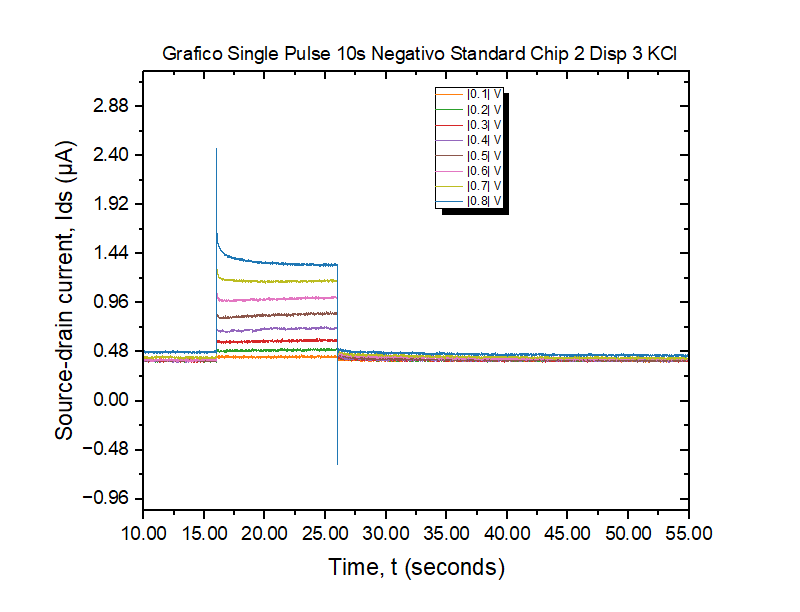 Grafico Single Pulse 10s Negativo Standard Chip 2 Disp 3 KCl
|0.1| V
|0.2| V
|0.3| V
|0.4| V
|0.5| V
|0.6| V
|0.7| V
|0.8| V
Source-drain current, Ids (µA)
2.88
2.40
1.92
1.44
0.96
0.48
0.00
−0.48
−0.96
10.00 15.00 20.00 25.00 30.00 35.00 40.00 45.00 50.00 55.00
Time, t (seconds)